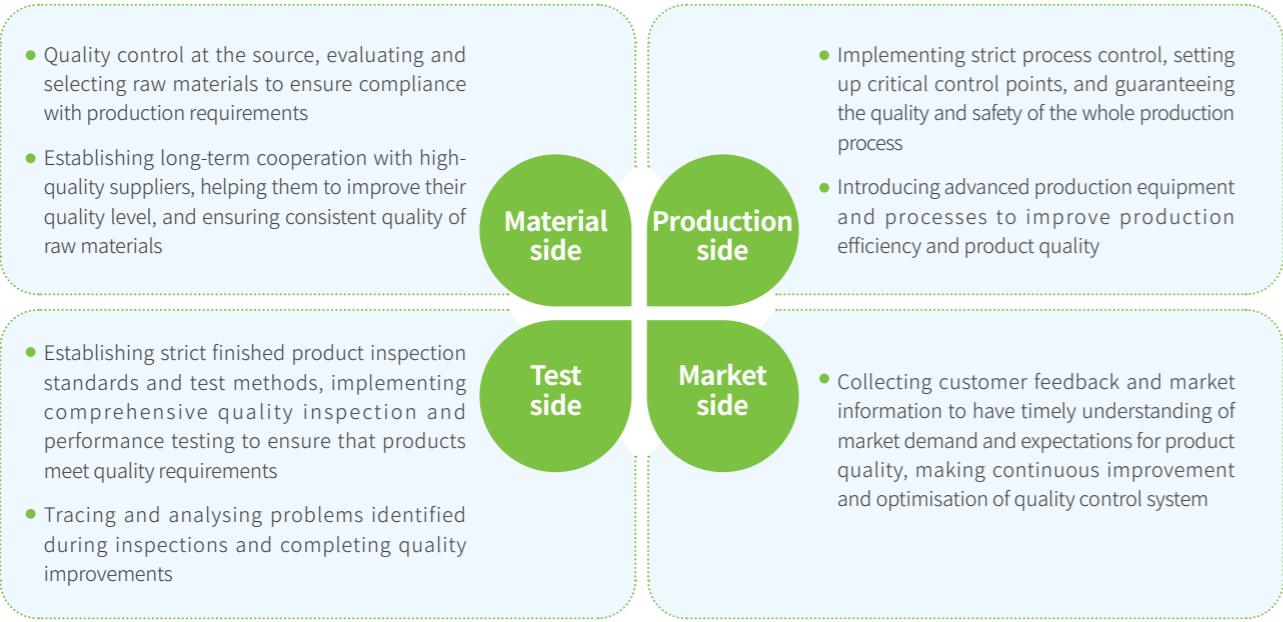 Quality control at the source, evaluating and
selecting raw materials to ensure compliance
with production requirements
Establishing long-term cooperation with high-
quality suppliers, helping them to improve their
quality level, and ensuring consistent quality of
raw materials
Material
side
Production
side
Implementing strict process control, setting
up critical control points, and guaranteeing
the quality and safety of the whole production
process
Introducing advanced production equipment
and processes to improve production
efficiency and product quality
Establishing strict finished product inspection
standards and test methods, implementing
comprehensive quality inspection and
performance testing to ensure that products
meet quality requirements
Tracing and analysing problems identified
during inspections and completing quality
improvements
Test
side
Market
side
Collecting customer feedback and market
information to have timely understanding of
market demand and expectations for product
quality, making continuous improvement
and optimisation of quality control system